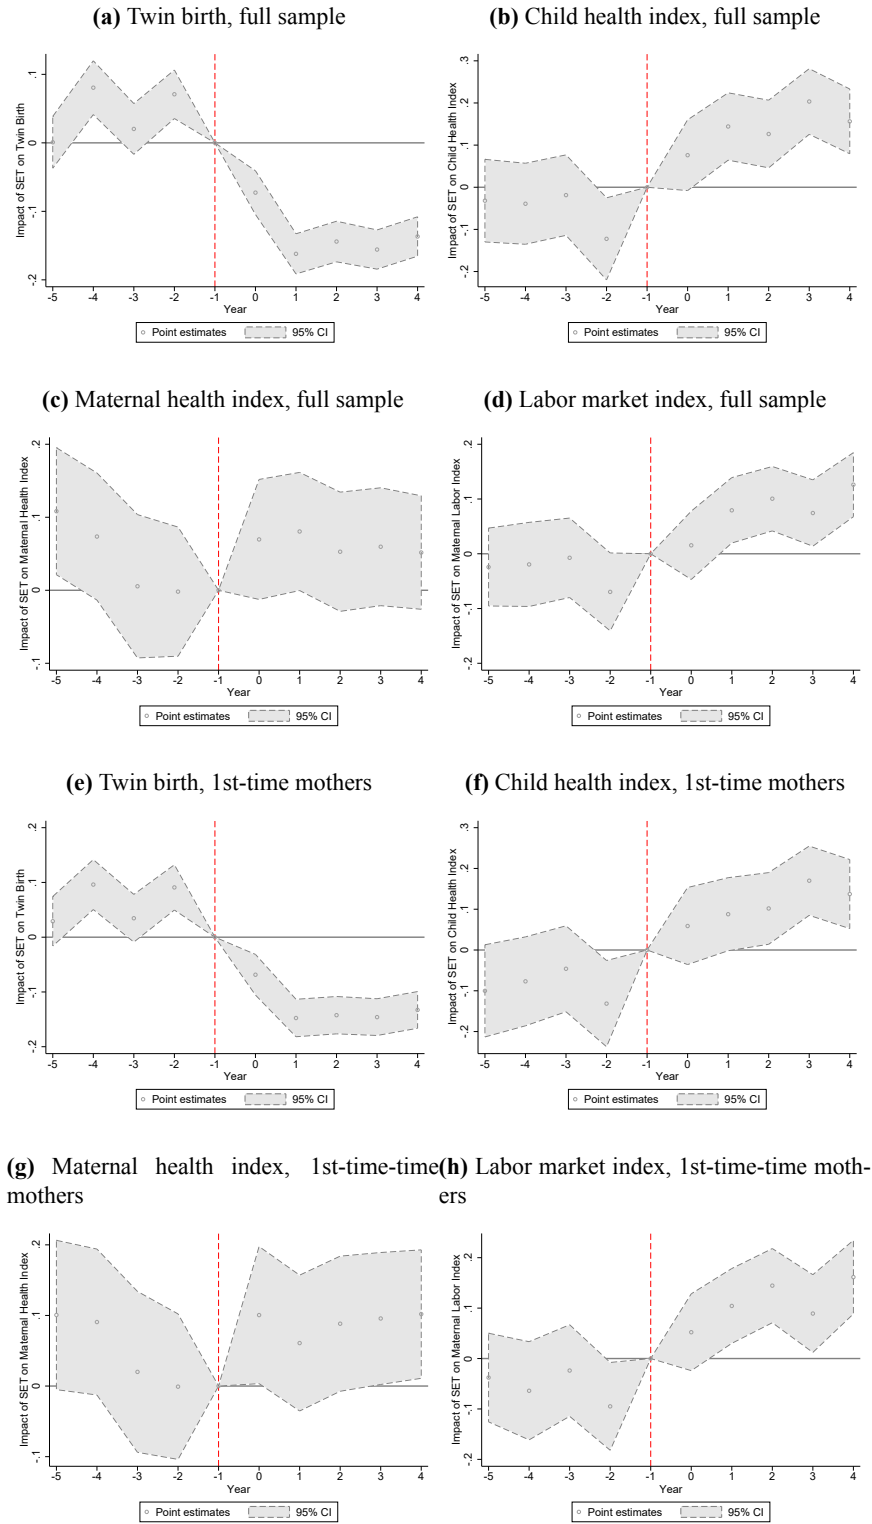 (a) Twin birth, full sample
Impact of SET on Twin Birth
.1
0
-.1
-.2
-5 -4 -3 -2 -1 0 1 2 3 4
Year
Point estimates 95% CI
(b) Child health index, full sample
Impact of SET on Child Health Index
.3
.2
.1
0
-.1
-.2
-5 -4 -3 -2 -1 0 1 2 3 4
Year
Point estimates 95% CI
(c) Maternal health index, full sample
Impact of SET on Maternal Health Index
.2
.1
0
-.1
-5 -4 -3 -2 -1 0 1 2 3 4
Year
Point estimates 95% CI
(d) Labor market index, full sample
Impact of SET on Maternal Labor Index
.2
.1
0
-.1
-.2
-5 -4 -3 -2 -1 0 1 2 3 4
Year
Point estimates 95% CI
(e) Twin birth, 1st-time mothers
Impact of SET on Twin Birth
.2
.1
0
-.1
-.2
-5 -4 -3 -2 -1 0 1 2 3 4
Year
Point estimates 95% CI
(f) Child health index, 1st-time mothers
Impact of SET on Child Health Index
.3
.2
.1
0
-.1
-.2
-5 -4 -3 -2 -1 0 1 2 3 4
Year
Point estimates 95% CI
(g) Maternal health index, 1st-time-time
mothers
Impact of SET on Maternal Health Index
.2
.1
0
-.1
-5 -4 -3 -2 -1 0 1 2 3 4
Year
Point estimates 95% CI
(h) Labor market index, 1st-time-time moth-
ers
Impact of SET on Maternal Labor Index
.2
.1
0
-.1
-.2
-5 -4 -3 -2 -1 0 1 2 3 4
Year
Point estimates 95% CI